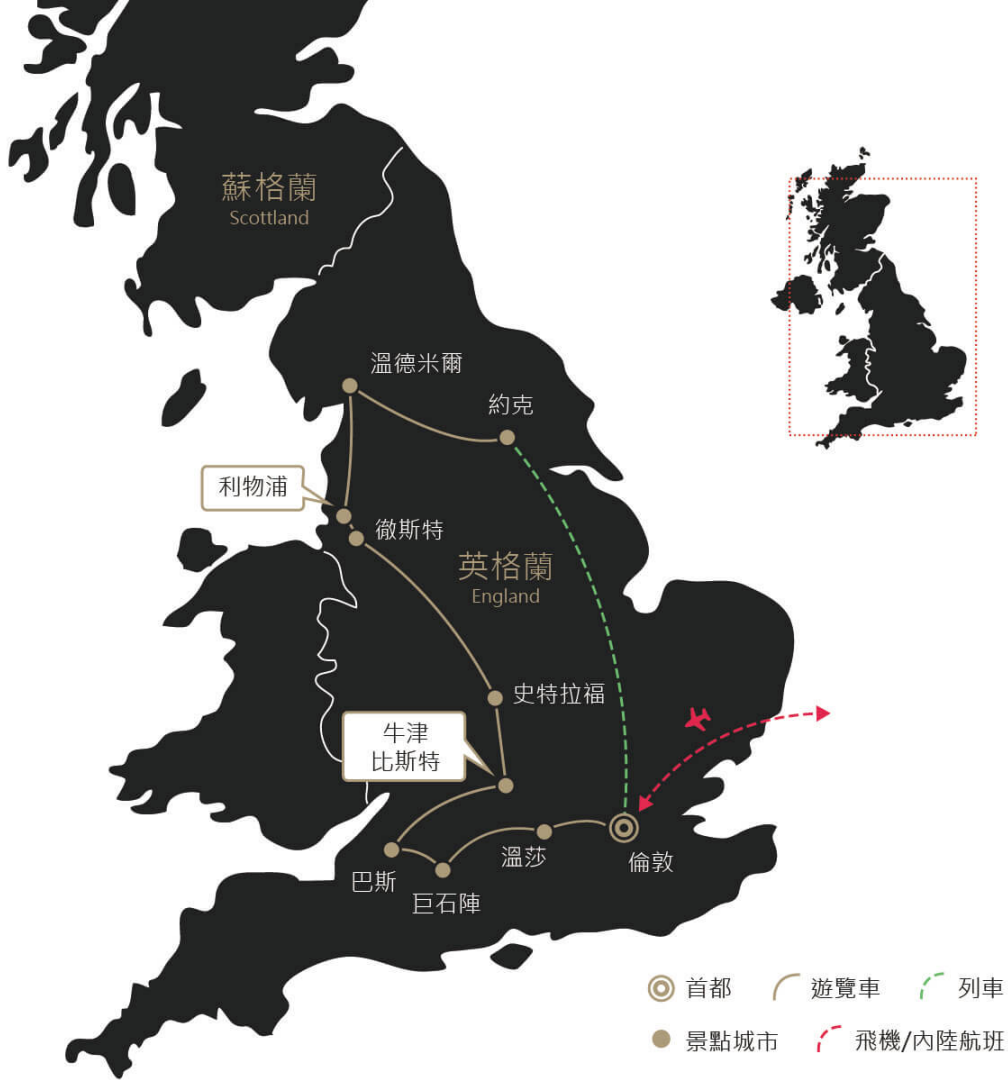 蘇格蘭
Scottland
溫德米爾
約克
利物浦
徹斯特
英格蘭
England
史特拉福
牛津
比斯特
溫莎
倫敦
巴斯
巨石陣
首都
遊覽車
列車
景點城市
飛機/內陸航班